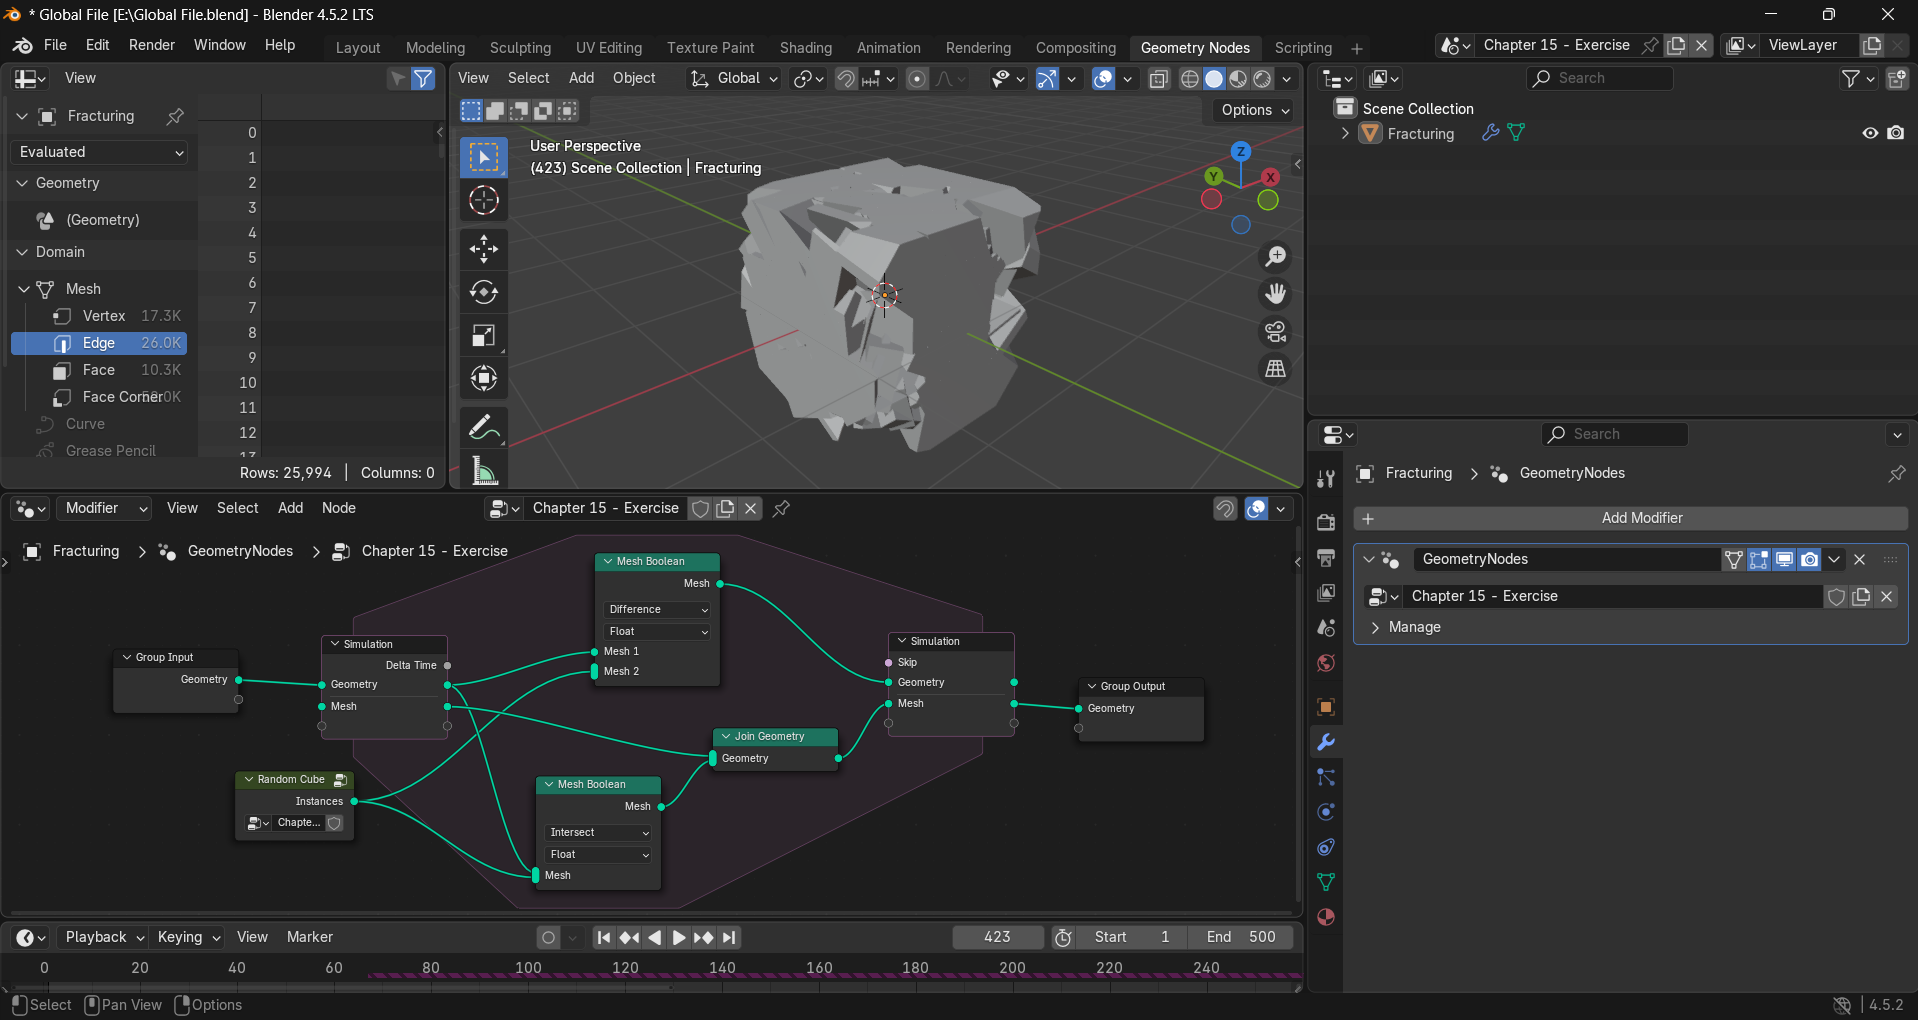 * Global File [E:\Global File.blend] - Blender 4.5.2 LTS
File Edit Render Window Help Layout Modeling Sculpting UV Editing Texture Paint Shading Animation Rendering Compositing Geometry Nodes Scripting + Chapter 15 - Exercise ViewLayer
View
Fracturing
Evaluated
Geometry
(Geometry)
Domain
Mesh
Vertex 17.3K
Edge 26.0K
Face 10.3K
Face Corner
Curve
Grease Pencil
0
1
2
3
4
5
6
7
8
9
10
11
12
13
Rows: 25,994 | Columns: 0
View Select Add Object Global
Options
User Perspective
(423) Scene Collection | Fracturing
Z
Y
X
Search
Scene Collection
Fracturing
Search
Fracturing > GeometryNodes
+ Add Modifier
GeometryNodes
Chapter 15 - Exercise
Manage
Modifier View Select Add Node Chapter 15 - Exercise
Fracturing > GeometryNodes > Chapter 15 - Exercise
Group Input
Geometry
Simulation
Delta Time
Geometry
Mesh
Random Cube
Instances
Chapte...
Mesh Boolean
Mesh
Difference
Float
Mesh 1
Mesh 2
Mesh Boolean
Mesh
Intersect
Float
Mesh
Join Geometry
Geometry
Simulation
Skip
Geometry
Mesh
Group Output
Geometry
Playback Keying View Marker 423 Start 1 End 500
0 20 40 60 80 100 120 140 160 180 200 220 240
Select Pan View Options 4.5.2